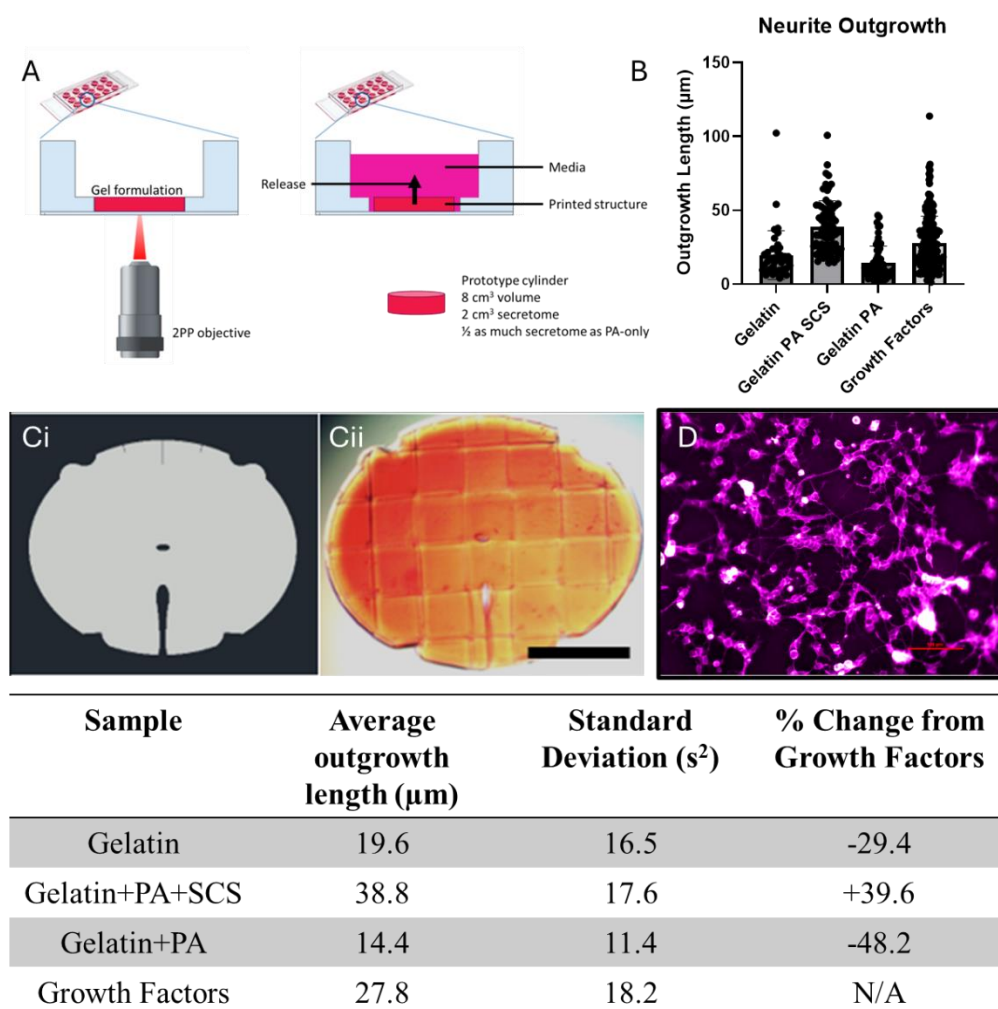 A
Gel formulation
2PP objective
Release
Media
Printed structure
Prototype cylinder
8 cm³ volume
2 cm³ secretome
½ as much secretome as PA-only
B
Neurite Outgrowth
Outgrowth Length (µm)
150
100
50
0
Gelatin
Gelatin PA SCS
Gelatin PA
Growth Factors
Ci
Cii
D
Sample Average outgrowth length (µm) Standard Deviation (s²) % Change from Growth Factors
Gelatin 19.6 16.5 -29.4
Gelatin+PA+SCS 38.8 17.6 +39.6
Gelatin+PA 14.4 11.4 -48.2
Growth Factors 27.8 18.2 N/A